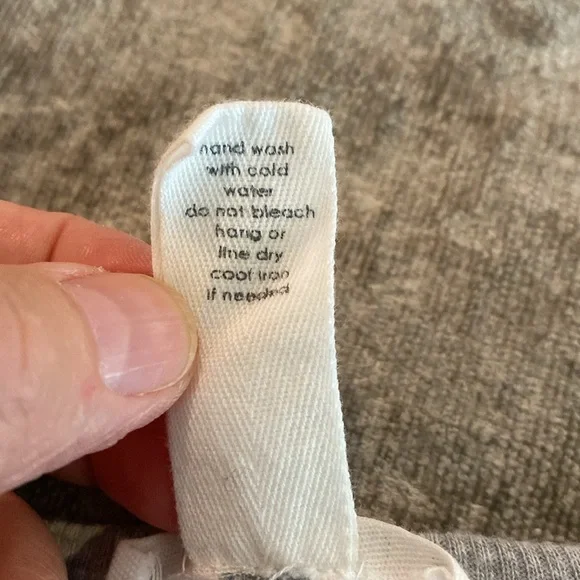 hand wash
with cold
water
do not bleach
hang or
line dry
cool iron
if needed